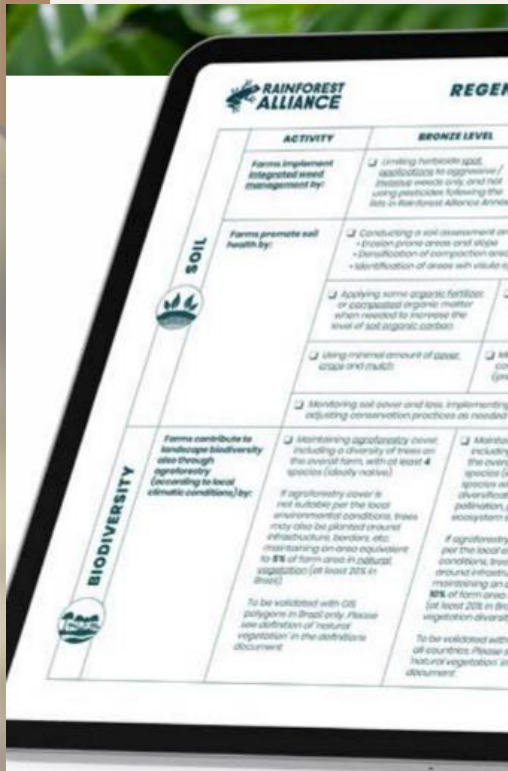 RAINFOREST
ALLIANCE
REGEN
ACTIVITY
BRONZE LEVEL
SOIL
Farms implement
integrated weed
management by:
Limiting herbicide spot
applications to aggressive /
invasive weeds only, and not
using pesticides following the
lists in Rainforest Alliance Annex
Farms promote soil
health by:
Conducting a soil assessment
• Erosion prone areas and slope
• Densification of compaction
• Identification of areas with
Applying some organic fertilizer
or composted organic matter
when needed to increase the
level of soil organic carbon
Using minimal amount of cover
crops and mulch
Monitoring soil cover and loss, implementing
adjusting conservation practices as needed
BIODIVERSITY
Farms contribute to
landscape biodiversity
also through
agroforestry
(according to local
climatic conditions) by:
Maintaining agroforestry cover,
including a diversity of trees on
the overall farm, with at least 4
species (ideally native)
If agroforestry cover is
not suitable per the local
environmental conditions, trees
may also be planted around
infrastructure, borders, etc.
maintaining an area equivalent
to 5% of farm area in natural
vegetation (at least 20% in
Brazil)
To be validated with GIS
polygons in Brazil only. Please
see definition of 'natural
vegetation' in the definitions
document
including
the overall
species
species
diversification
pollination,
ecosystem
If agroforestry
per the local
conditions, trees
around
maintaining an
10% of farm area
(at least 20% in
vegetation
To be validated with
all countries. Please
'natural vegetation' in
document